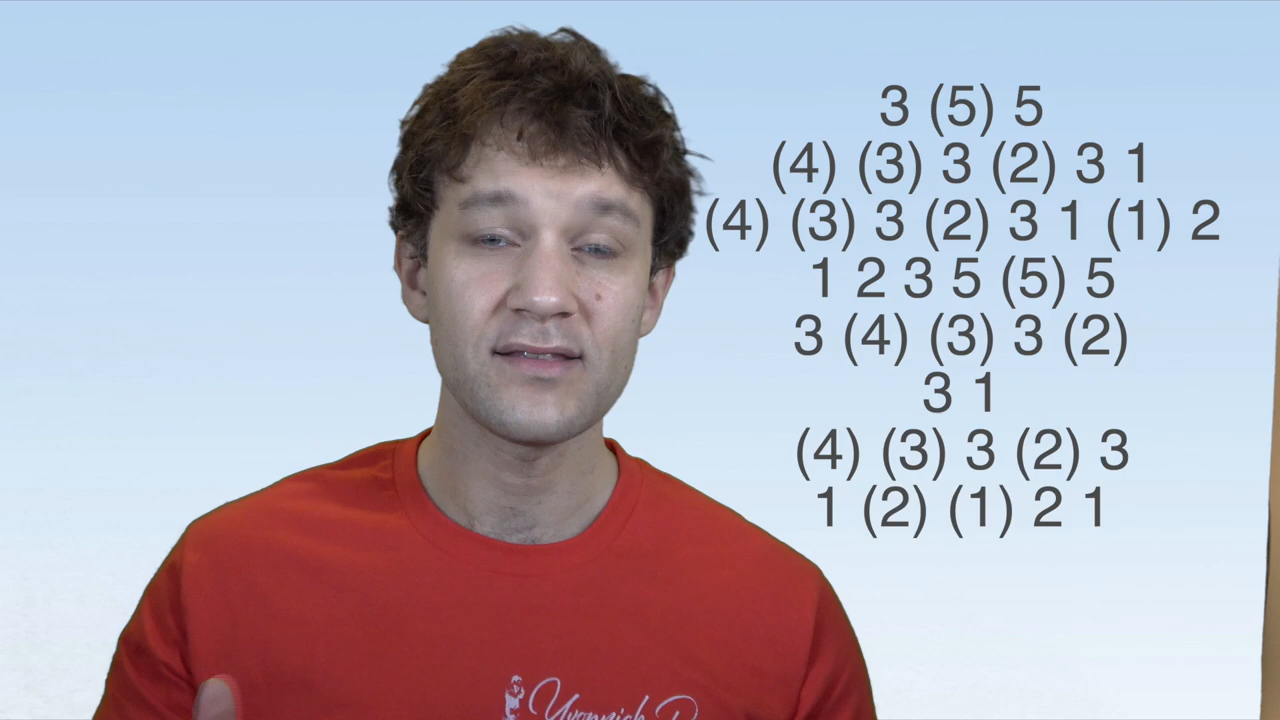 3 (5) 5
(4) (3) 3 (2) 3 1
(4) (3) 3 (2) 3 1 (1) 2
1 2 3 5 (5) 5
3 (4) (3) 3 (2)
3 1
(4) (3) 3 (2) 3
1 (2) (1) 2 1